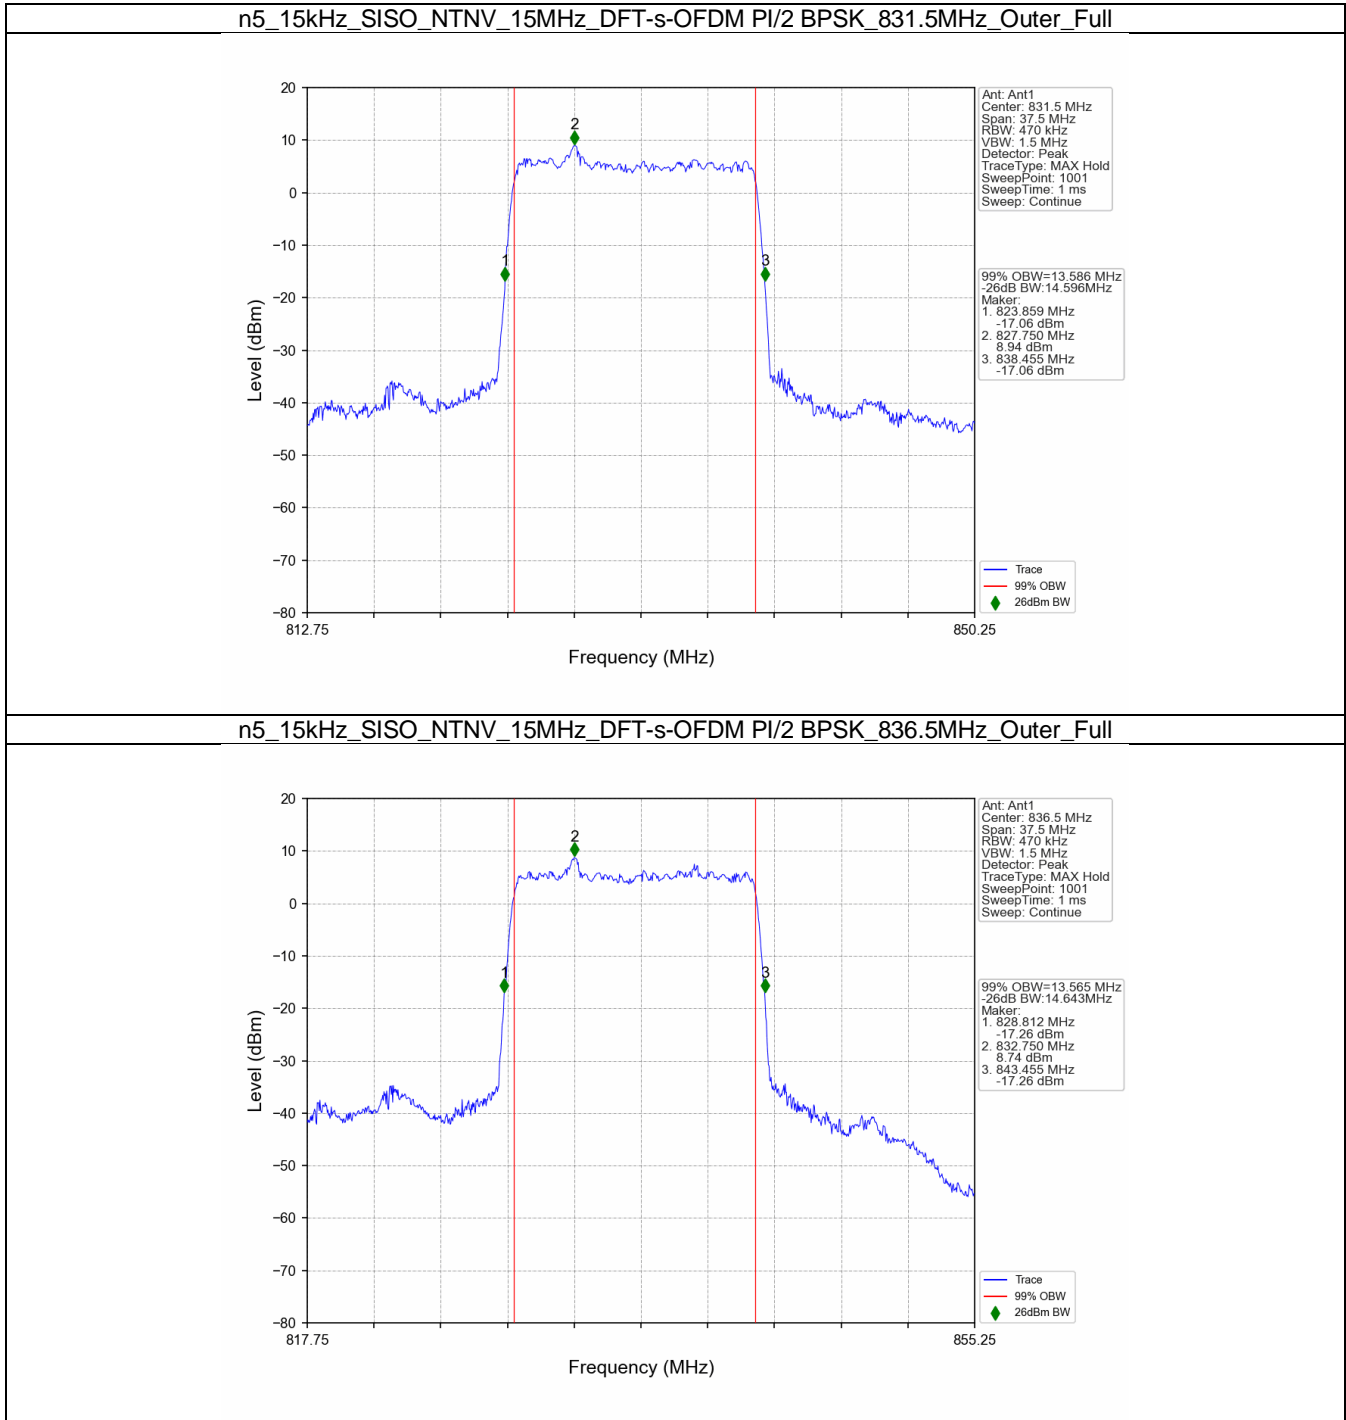 n5_15kHz_SISO_NTNV_15MHz_DFT-s-OFDM PI/2 BPSK_831.5MHz_Outer_Full
20
10
0
−10
−20
−30
−40
−50
−60
−70
−80
Level (dBm)
812.75
850.25
Frequency (MHz)
1
2
3
Ant: Ant1
Center: 831.5 MHz
Span: 37.5 MHz
RBW: 470 kHz
VBW: 1.5 MHz
Detector: Peak
TraceType: MAX Hold
SweepPoint: 1001
SweepTime: 1 ms
Sweep: Continue
99% OBW=13.586 MHz
-26dB BW:14.596MHz
Maker:
1. 823.859 MHz
-17.06 dBm
2. 827.750 MHz
8.94 dBm
3. 838.455 MHz
-17.06 dBm
Trace
99% OBW
26dBm BW
n5_15kHz_SISO_NTNV_15MHz_DFT-s-OFDM PI/2 BPSK_836.5MHz_Outer_Full
20
10
0
−10
−20
−30
−40
−50
−60
−70
−80
Level (dBm)
817.75
855.25
Frequency (MHz)
1
2
3
Ant: Ant1
Center: 836.5 MHz
Span: 37.5 MHz
RBW: 470 kHz
VBW: 1.5 MHz
Detector: Peak
TraceType: MAX Hold
SweepPoint: 1001
SweepTime: 1 ms
Sweep: Continue
99% OBW=13.565 MHz
-26dB BW:14.643MHz
Maker:
1. 828.812 MHz
-17.26 dBm
2. 832.750 MHz
8.74 dBm
3. 843.455 MHz
-17.26 dBm
Trace
99% OBW
26dBm BW